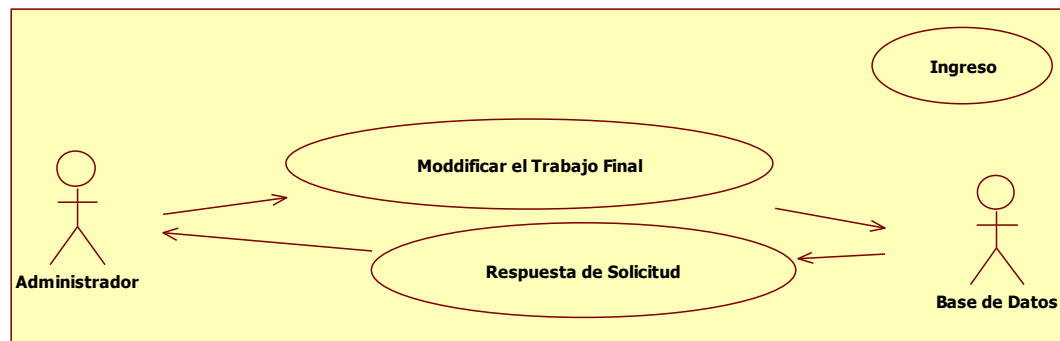 Ingreso
Moddificar el Trabajo Final
Respuesta de Solicitud
Administrador
Base de Datos